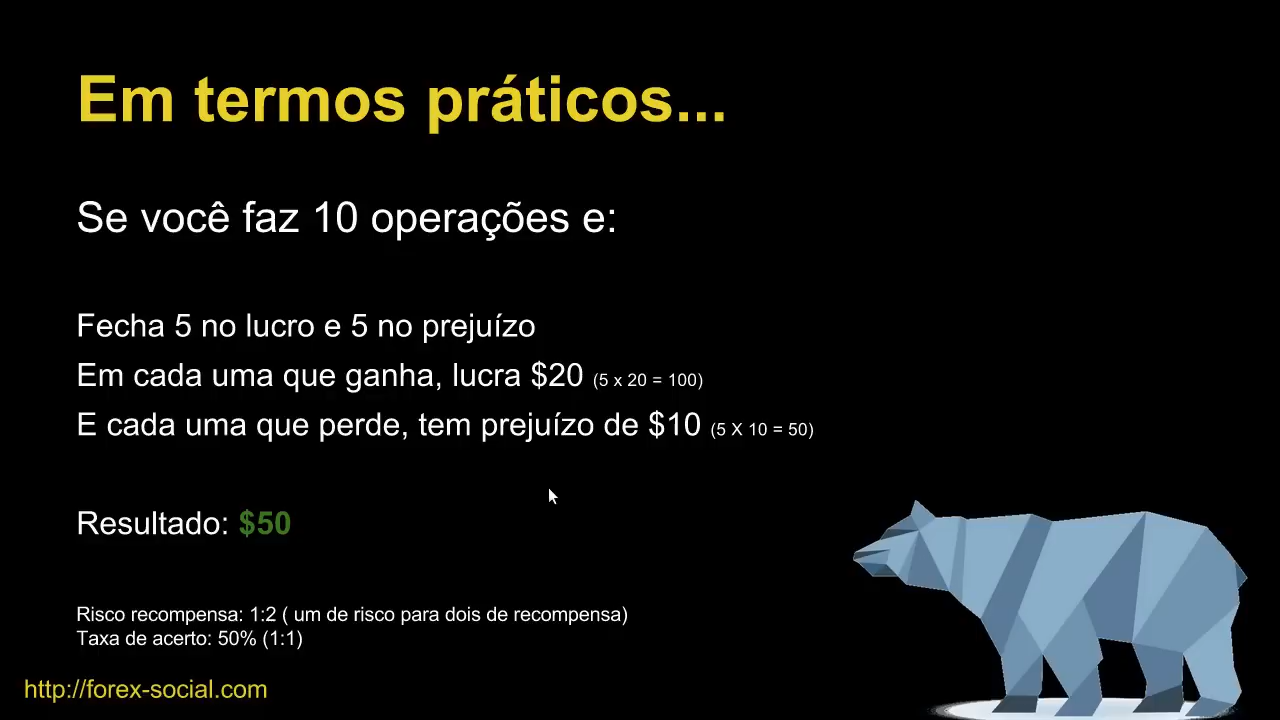 Em termos práticos...
Se você faz 10 operações e:
Fecha 5 no lucro e 5 no prejuízo
Em cada uma que ganha, lucra $20 (5 x 20 = 100)
E cada uma que perde, tem prejuízo de $10 (5 X 10 = 50)
Resultado: $50
Risco recompensa: 1:2 ( um de risco para dois de recompensa)
Taxa de acerto: 50% (1:1)
http://forex-social.com